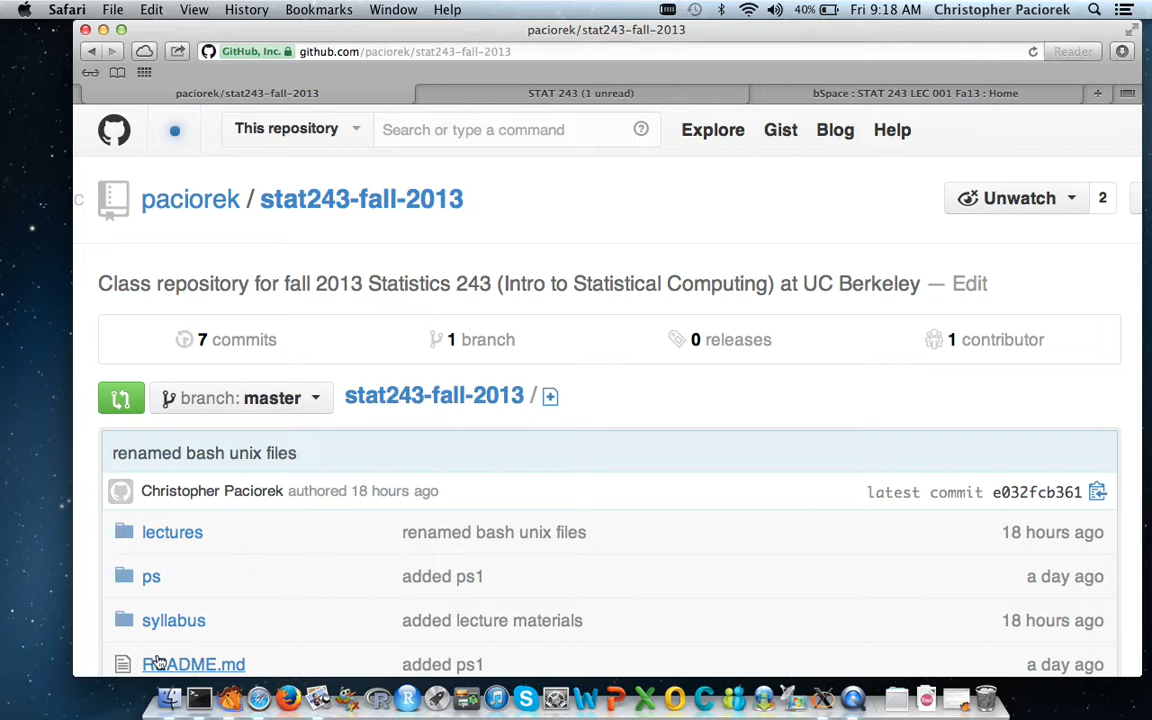 Safari File Edit View History Bookmarks Window Help 40% Fri 9:18 AM Christopher Paciorek
paciorek/stat243-fall-2013
GitHub, Inc. github.com/paciorek/stat243-fall-2013 Reader
paciorek/stat243-fall-2013 STAT 243 (1 unread) bSpace : STAT 243 LEC 001 Fa13 : Home
This repository Search or type a command Explore Gist Blog Help
paciorek / stat243-fall-2013 Unwatch 2
Class repository for fall 2013 Statistics 243 (Intro to Statistical Computing) at UC Berkeley — Edit
7 commits 1 branch 0 releases 1 contributor
branch: master stat243-fall-2013 /
renamed bash unix files
Christopher Paciorek authored 18 hours ago latest commit e032fcb361
lectures renamed bash unix files 18 hours ago
ps added ps1 a day ago
syllabus added lecture materials 18 hours ago
README.md added ps1 a day ago